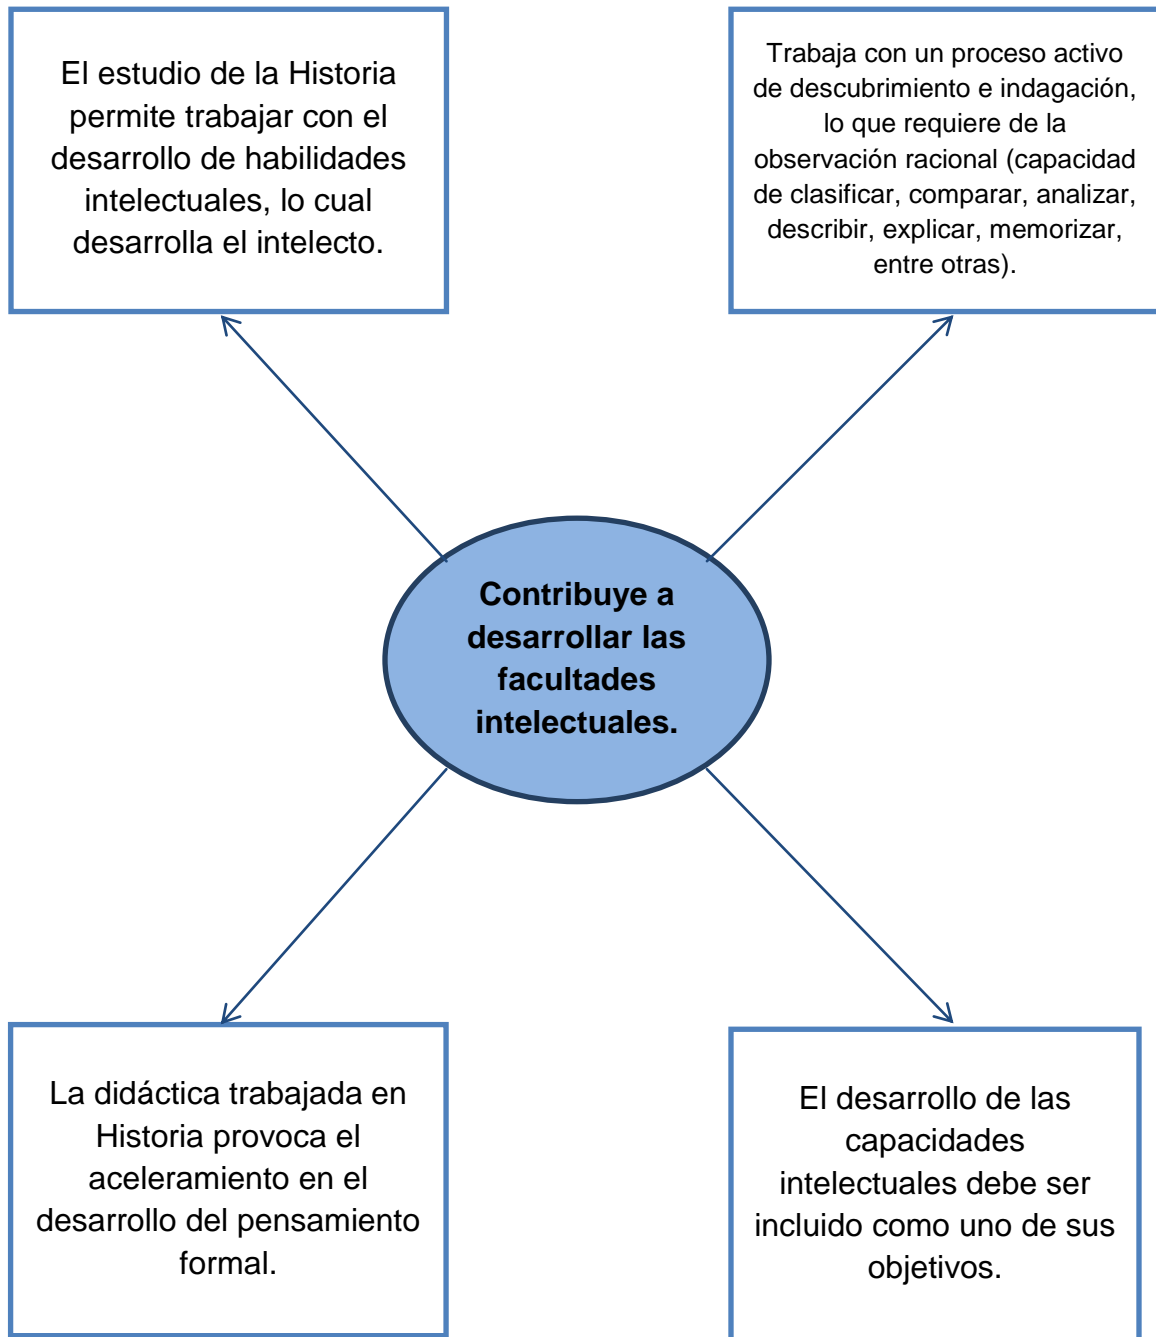 El estudio de la Historia
permite trabajar con el
desarrollo de habilidades
intelectuales, lo cual
desarrolla el intelecto.
Trabaja con un proceso activo
de descubrimiento e indagación,
lo que requiere de la
observación racional (capacidad
de clasificar, comparar, analizar,
describir, explicar, memorizar,
entre otras).
Contribuye a
desarrollar las
facultades
intelectuales.
La didáctica trabajada en
Historia provoca el
aceleramiento en el
desarrollo del pensamiento
formal.
El desarrollo de las
capacidades
intelectuales debe ser
incluido como uno de sus
objetivos.